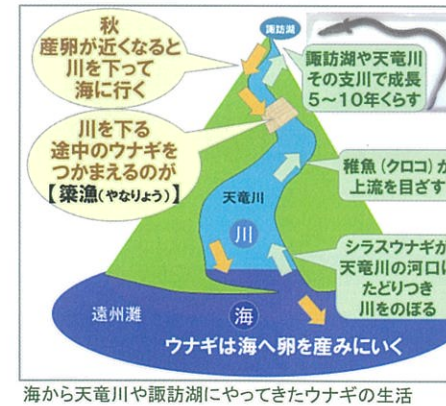 秋
産卵が近くなると
川を下って
海に行く
諏訪湖
諏訪湖や天竜川
その支川で成長
5〜10年くらす
川を下る
途中のウナギを
つかまえるのが
【簗漁(やなりょう)】
稚魚(クロコ)が
上流を目ざす
天竜川
川
シラスウナギが
天竜川の河口に
たどりつき
川をのぼる
遠州灘
海
ウナギは海へ卵を産みにいく
海から天竜川や諏訪湖にやってきたウナギの生活